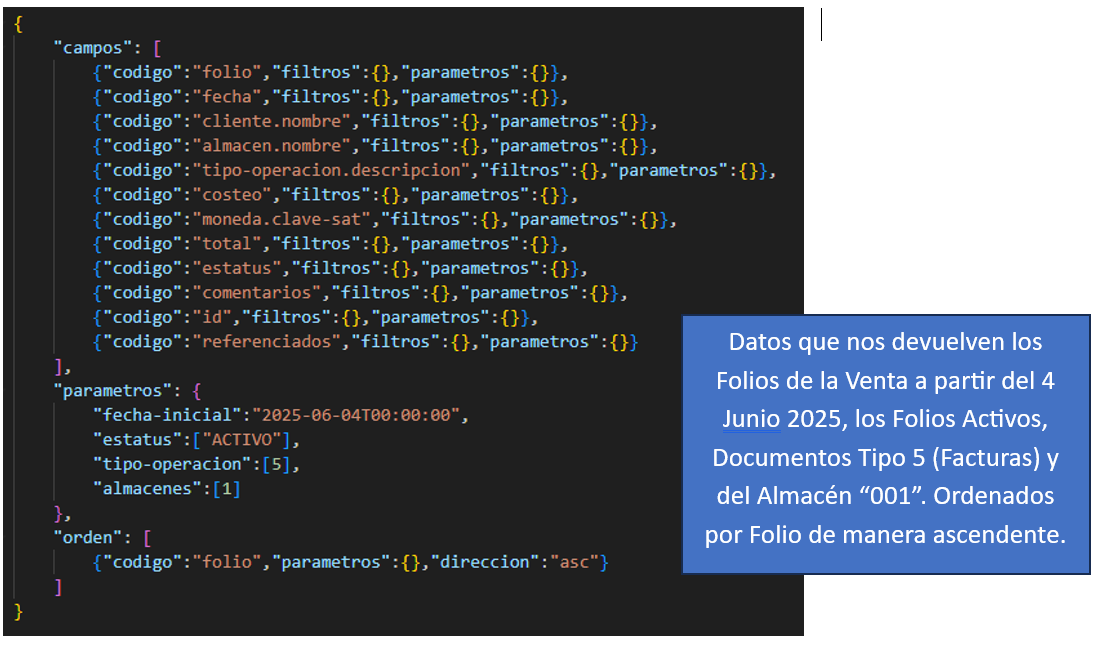 {
    "campos": [
        {"codigo":"folio","filtros":{},"parametros":{}},
        {"codigo":"fecha","filtros":{},"parametros":{}},
        {"codigo":"cliente.nombre","filtros":{},"parametros":{}},
        {"codigo":"almacen.nombre","filtros":{},"parametros":{}},
        {"codigo":"tipo-operacion.descripcion","filtros":{},"parametros":{}},
        {"codigo":"costeo","filtros":{},"parametros":{}},
        {"codigo":"moneda.clave-sat","filtros":{},"parametros":{}},
        {"codigo":"total","filtros":{},"parametros":{}},
        {"codigo":"estatus","filtros":{},"parametros":{}},
        {"codigo":"comentarios","filtros":{},"parametros":{}},
        {"codigo":"id","filtros":{},"parametros":{}},
        {"codigo":"referenciados","filtros":{},"parametros":{}}
    ],
    "parametros": {
        "fecha-inicial":"2025-06-04T00:00:00",
        "estatus":["ACTIVO"],
        "tipo-operacion":[5],
        "almacenes":[1]
    },
    "orden": [
        {"codigo":"folio","parametros":{},"direccion":"asc"}
    ]
}
Datos que nos devuelven los
Folios de la Venta a partir del 4
Junio 2025, los Folios Activos,
Documentos Tipo 5 (Facturas) y
del Almacén “001”. Ordenados
por Folio de manera ascendente.